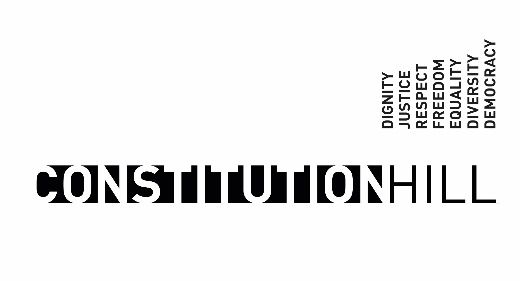 DIGNITY
JUSTICE
RESPECT
FREEDOM
EQUALITY
DIVERSITY
DEMOCRACY
CONSTITUTIONHILL